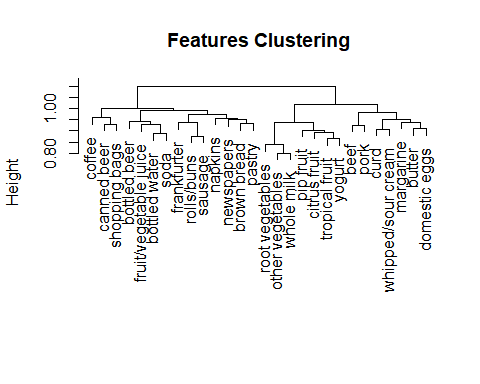 Features Clustering
Height
1.00
0.80
coffee
canned beer
shopping bags
bottled beer
fruit/vegetable juice
bottled water
soda
frankfurter
rolls/buns
sausage
napkins
newspapers
brown bread
pastry
root vegetables
other vegetables
whole milk
pip fruit
citrus fruit
tropical fruit
yogurt
beef
pork
curd
whipped/sour cream
margarine
butter
domestic eggs